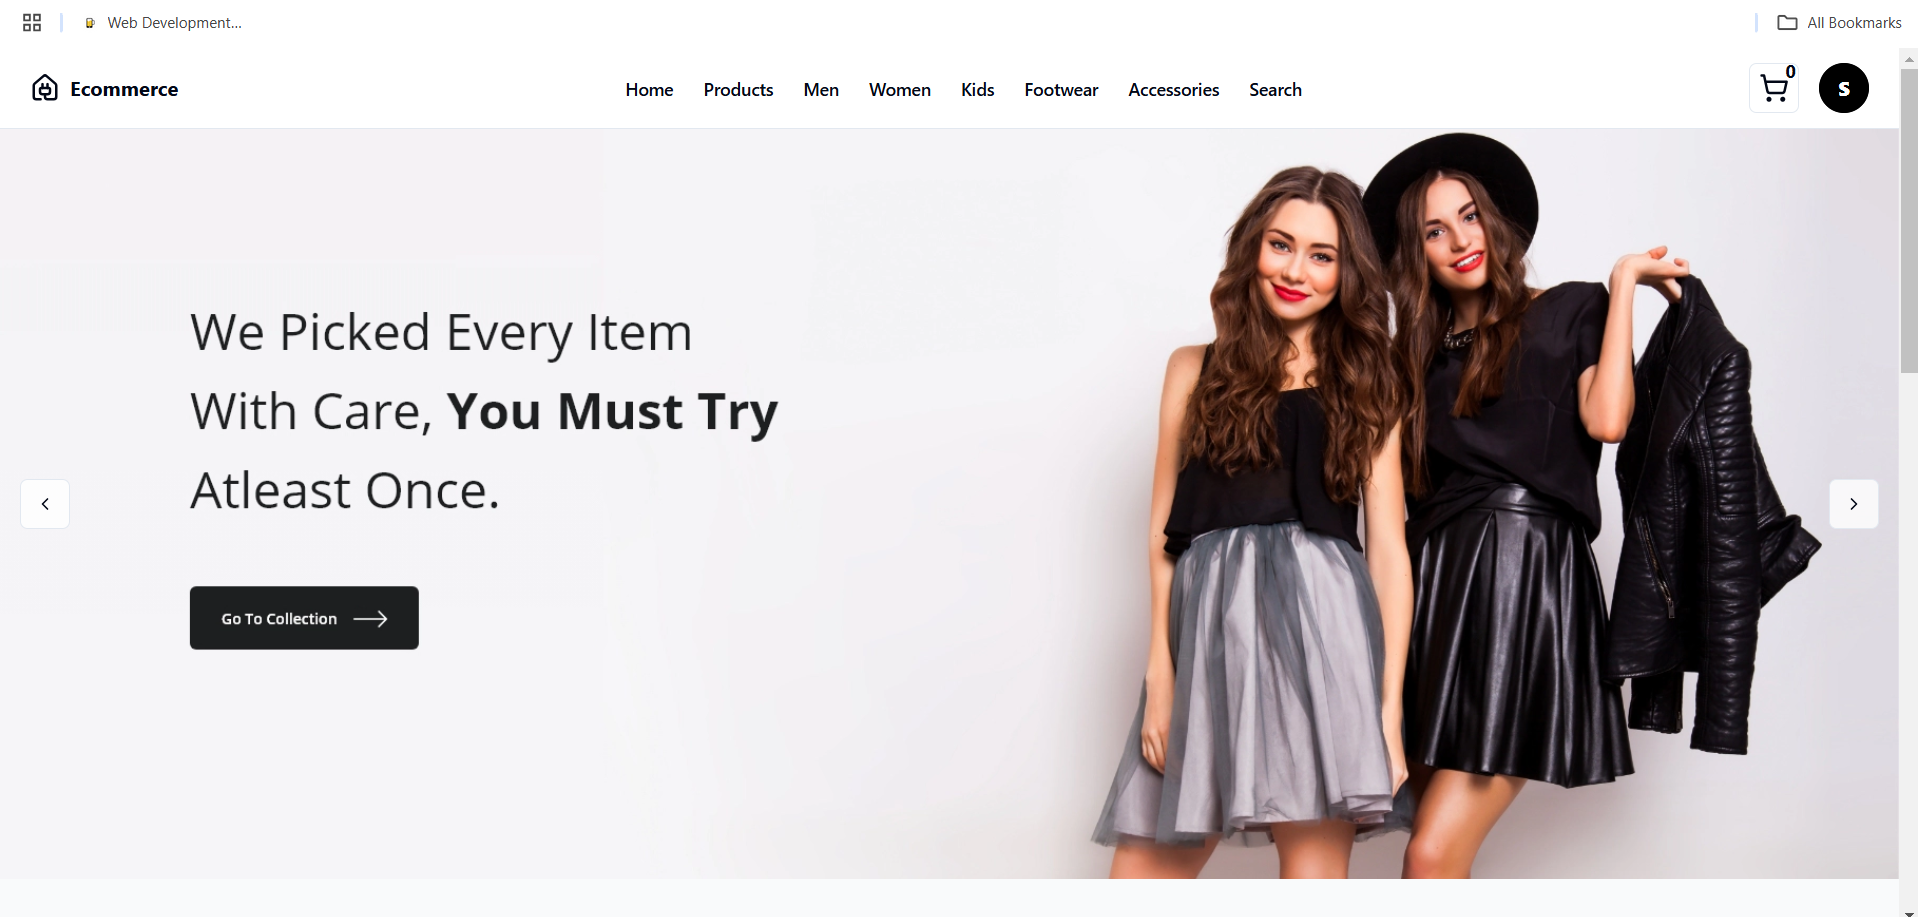 Web Development...
All Bookmarks
Ecommerce
Home Products Men Women Kids Footwear Accessories Search
0
S
We Picked Every Item
With Care, You Must Try
Atleast Once.
Go To Collection